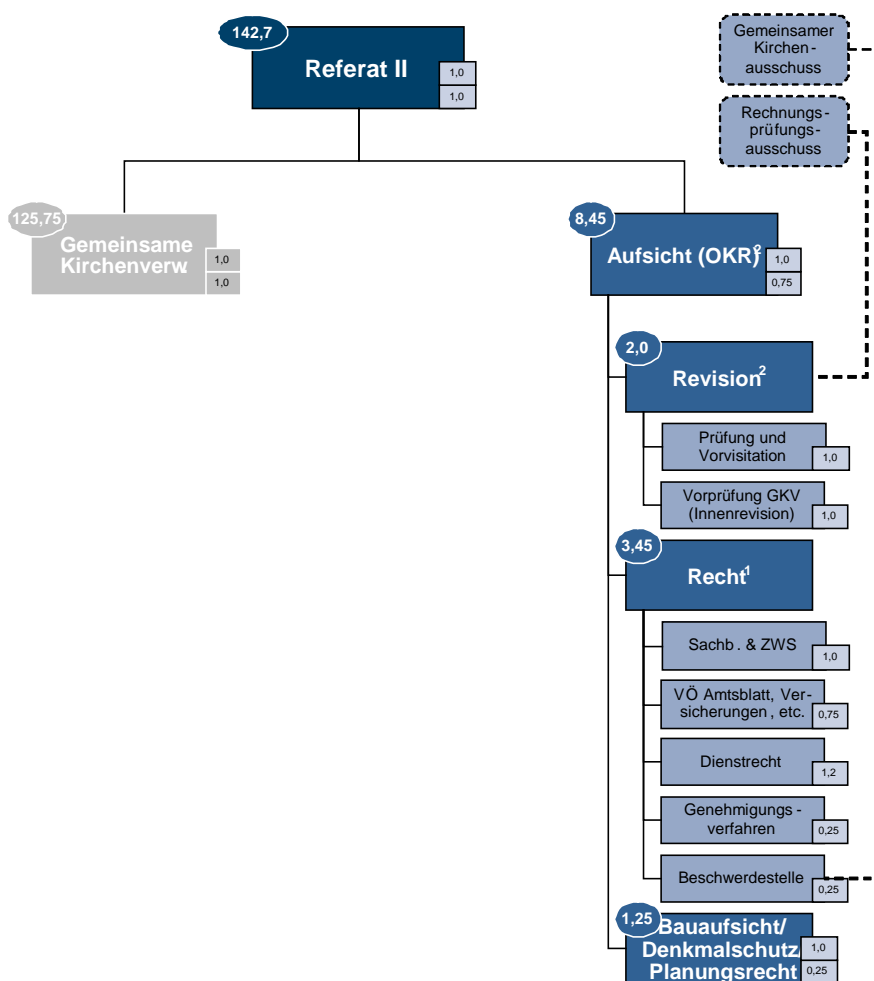 142,7
Referat II
1,0
1,0
Gemeinsamer
Kirchen-
ausschuss
Rechnungs-
prüfungs-
ausschuss
125,75
Gemeinsame
Kirchenverw.
1,0
1,0
8,45
Aufsicht (OKR)²
1,0
0,75
2,0
Revision²
Prüfung und
Vorvisitation
1,0
Vorprüfung GKV
(Innenrevision)
1,0
3,45
Recht¹
Sachb. & ZWS
1,0
VÖ Amtsblatt, Ver-
sicherungen, etc.
0,75
Dienstrecht
1,2
Genehmigungs-
verfahren
0,25
Beschwerdestelle
0,25
1,25
Bauaufsicht/
Denkmalschutz/
Planungsrecht
1,0
0,25